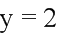 y = 2